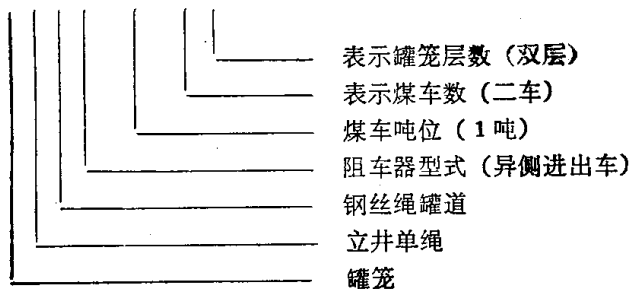 表示罐笼层数（双层）
表示煤车数（二车）
煤车吨位（1吨）
阻车器型式（异侧进出车）
钢丝绳罐道
立井单绳
罐笼